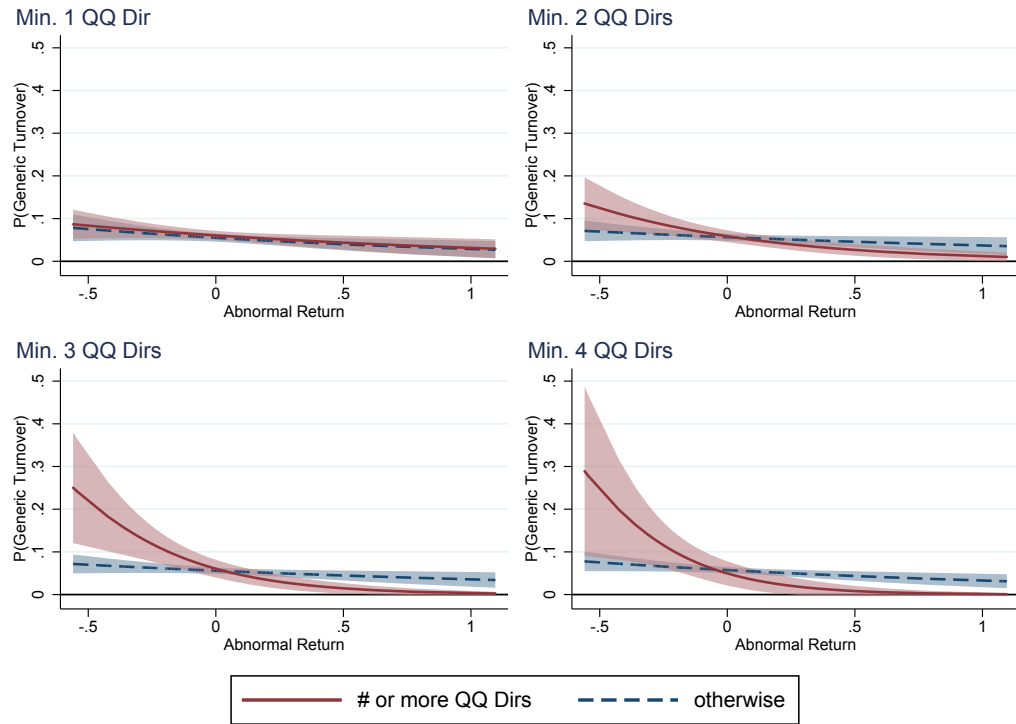 Min. 1 QQ Dir
P(Generic Turnover)
.5
.4
.3
.2
.1
0
-.5
0
.5
1
Abnormal Return
Min. 2 QQ Dirs
P(Generic Turnover)
.5
.4
.3
.2
.1
0
-.5
0
.5
1
Abnormal Return
Min. 3 QQ Dirs
P(Generic Turnover)
.5
.4
.3
.2
.1
0
-.5
0
.5
1
Abnormal Return
Min. 4 QQ Dirs
P(Generic Turnover)
.5
.4
.3
.2
.1
0
-.5
0
.5
1
Abnormal Return
# or more QQ Dirs
otherwise